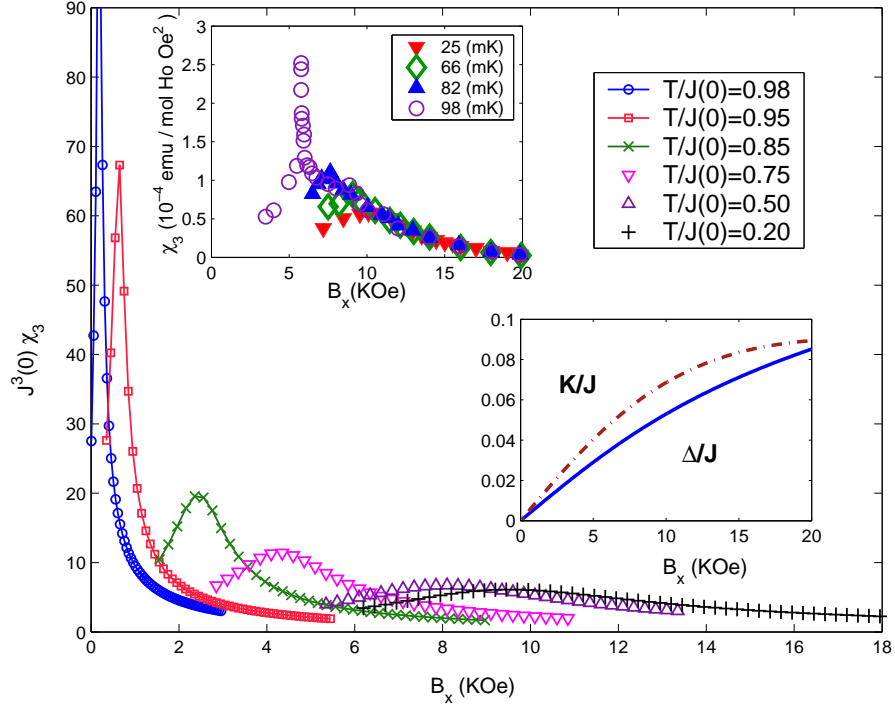 90
80
70
60
50
40
30
20
10
0
J³(0) χ₃
0 2 4 6 8 10 12 14 16 18
Bₓ (KOe)
3
2.5
2
1.5
1
0.5
0
χ₃ (10⁻⁴ emu / mol Ho Oe²)
0 5 10 15 20
Bₓ(KOe)
25 (mK)
66 (mK)
82 (mK)
98 (mK)
T/J(0)=0.98
T/J(0)=0.95
T/J(0)=0.85
T/J(0)=0.75
T/J(0)=0.50
T/J(0)=0.20
0.1
0.08
0.06
0.04
0.02
0
K/J
Δ/J
0 5 10 15 20
Bₓ (KOe)